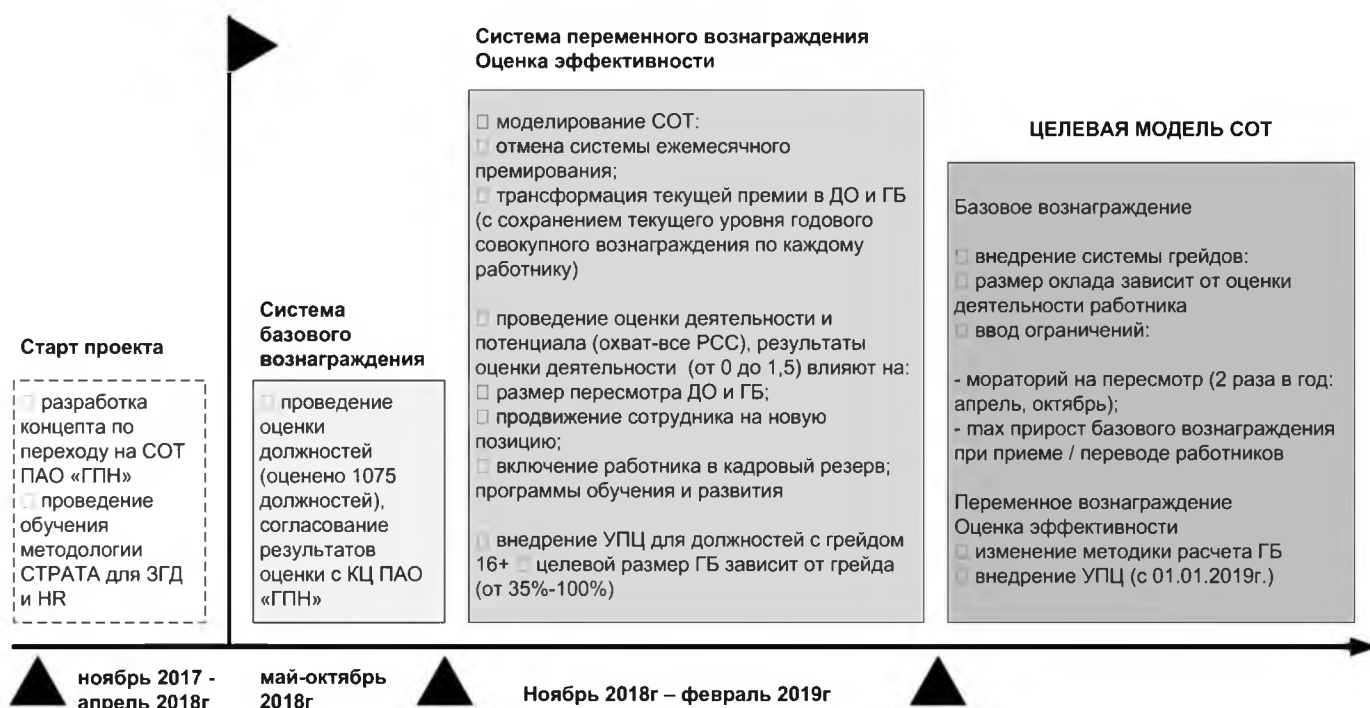 Старт проекта
□ разработка
концепта по
переходу на СОТ
ПАО «ГПН»
□ проведение
обучения
методологии
СТРАТА для ЗГД
и HR
Система
базового
вознаграждения
□ проведение
оценки
должностей
(оценено 1075
должностей),
согласование
результатов
оценки с КЦ ПАО
«ГПН»
Система переменного вознаграждения
Оценка эффективности
□ моделирование СОТ:
□ отмена системы ежемесячного
премирования;
□ трансформация текущей премии в ДО и ГБ
(с сохранением текущего уровня годового
совокупного вознаграждения по каждому
работнику)
□ проведение оценки деятельности и
потенциала (охват-все РСС), результаты
оценки деятельности (от 0 до 1,5) влияют на:
□ размер пересмотра ДО и ГБ;
□ продвижение сотрудника на новую
позицию;
□ включение работника в кадровый резерв;
программы обучения и развития
□ внедрение УПЦ для должностей с грейдом
16+ □ целевой размер ГБ зависит от грейда
(от 35%-100%)
ЦЕЛЕВАЯ МОДЕЛЬ СОТ
Базовое вознаграждение
□ внедрение системы грейдов:
□ размер оклада зависит от оценки
деятельности работника
□ ввод ограничений:
- мораторий на пересмотр (2 раза в год:
апрель, октябрь);
- max прирост базового вознаграждения
при приеме / переводе работников
Переменное вознаграждение
Оценка эффективности
□ изменение методики расчета ГБ
□ внедрение УПЦ (с 01.01.2019г.)
ноябрь 2017 -
апрель 2018г
май-октябрь
2018г
Ноябрь 2018г – февраль 2019г